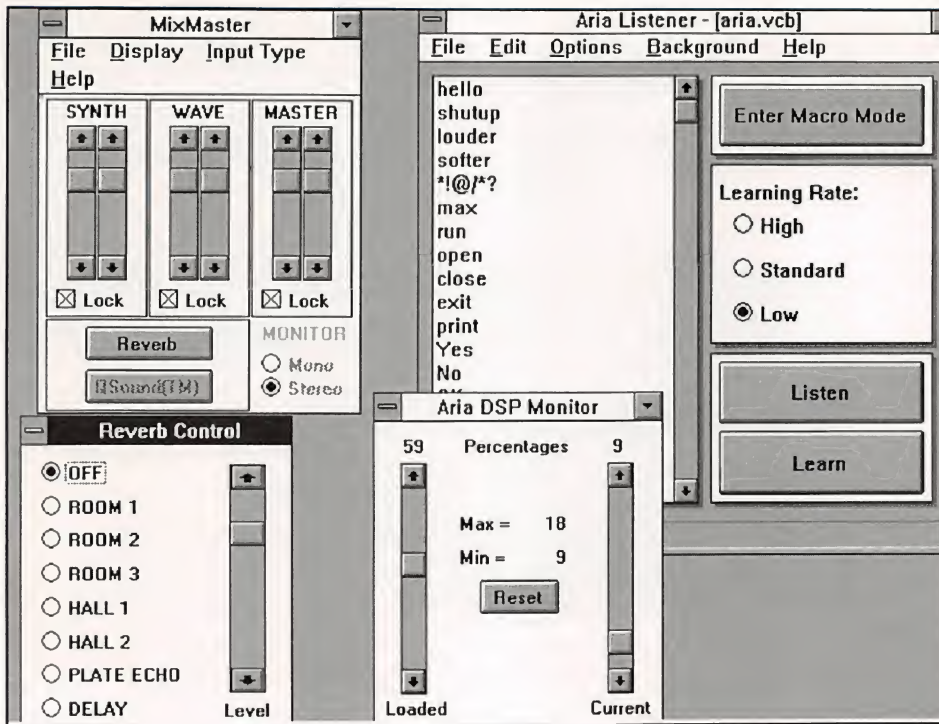 MixMaster
File Display Input Type
Help
SYNTH WAVE MASTER
Lock Lock Lock
Reverb
QSound(TM)
MONITOR
Mono
Stereo
Aria Listener - [aria.vcb]
File Edit Options Background Help
hello
shutup
louder
softer
*!@/*?
max
run
open
close
exit
print
Yes
No
Enter Macro Mode
Learning Rate:
High
Standard
Low
Listen
Learn
Reverb Control
OFF
ROOM 1
ROOM 2
ROOM 3
HALL 1
HALL 2
PLATE ECHO
DELAY
Level
Aria DSP Monitor
59 Percentages 9
Max = 18
Min = 9
Reset
Loaded Current